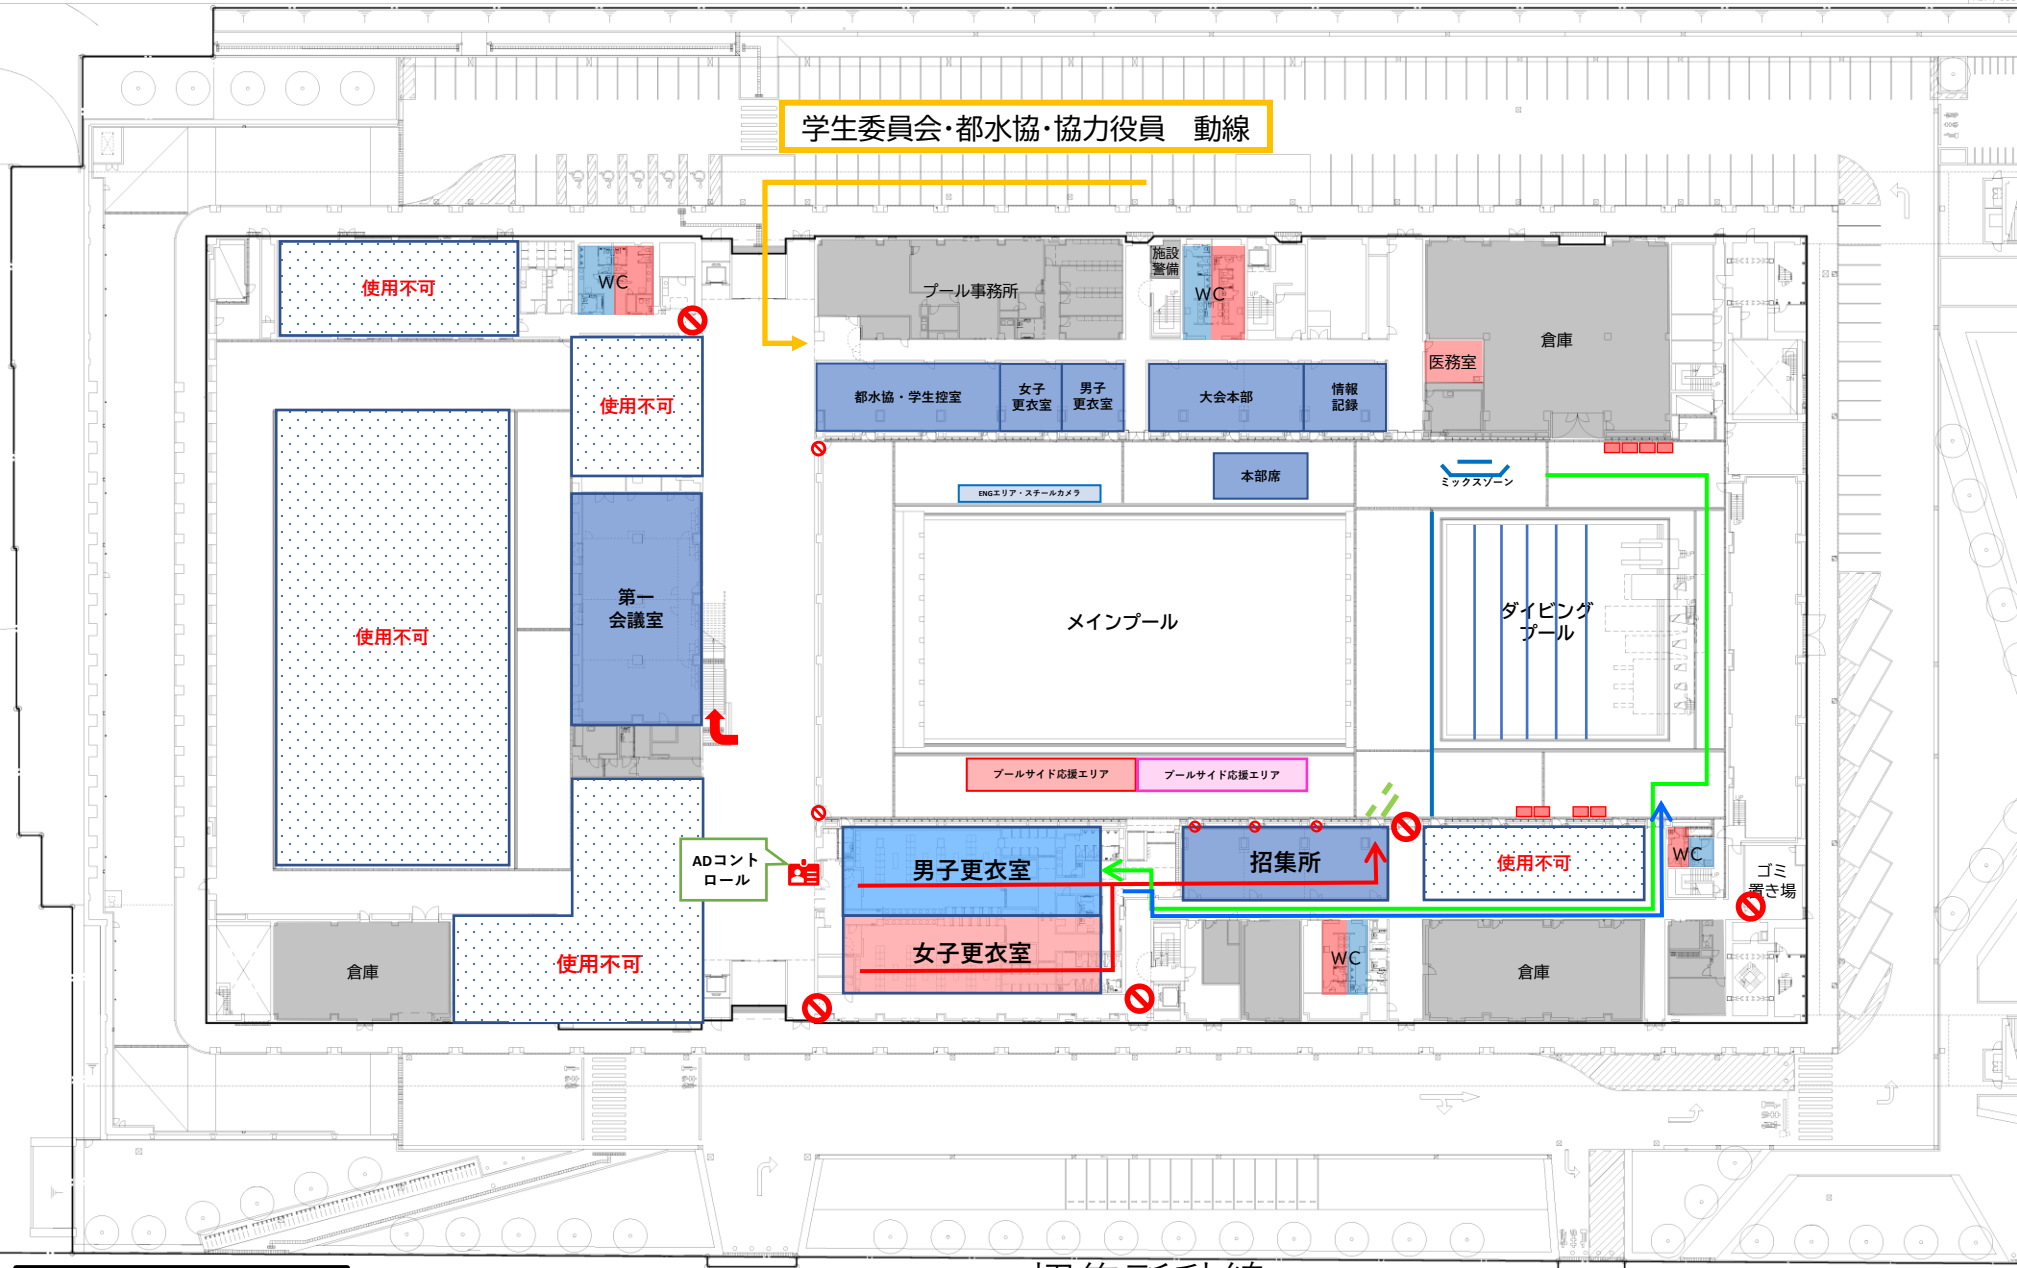 学生委員会・都水協・協力役員　動線
使用不可
WC
プール事務所
施設
警備
WC
倉庫
医務室
使用不可
都水協・学生控室
女子
更衣室
男子
更衣室
大会本部
情報
記録
本部席
ENGエリア・スチールカメラ
ミックスゾーン
使用不可
第一
会議室
メインプール
ダイビング
プール
プールサイド応援エリア
プールサイド応援エリア
ADコント
ロール
男子更衣室
招集所
使用不可
WC
ゴミ
置き場
女子更衣室
使用不可
倉庫
WC
倉庫